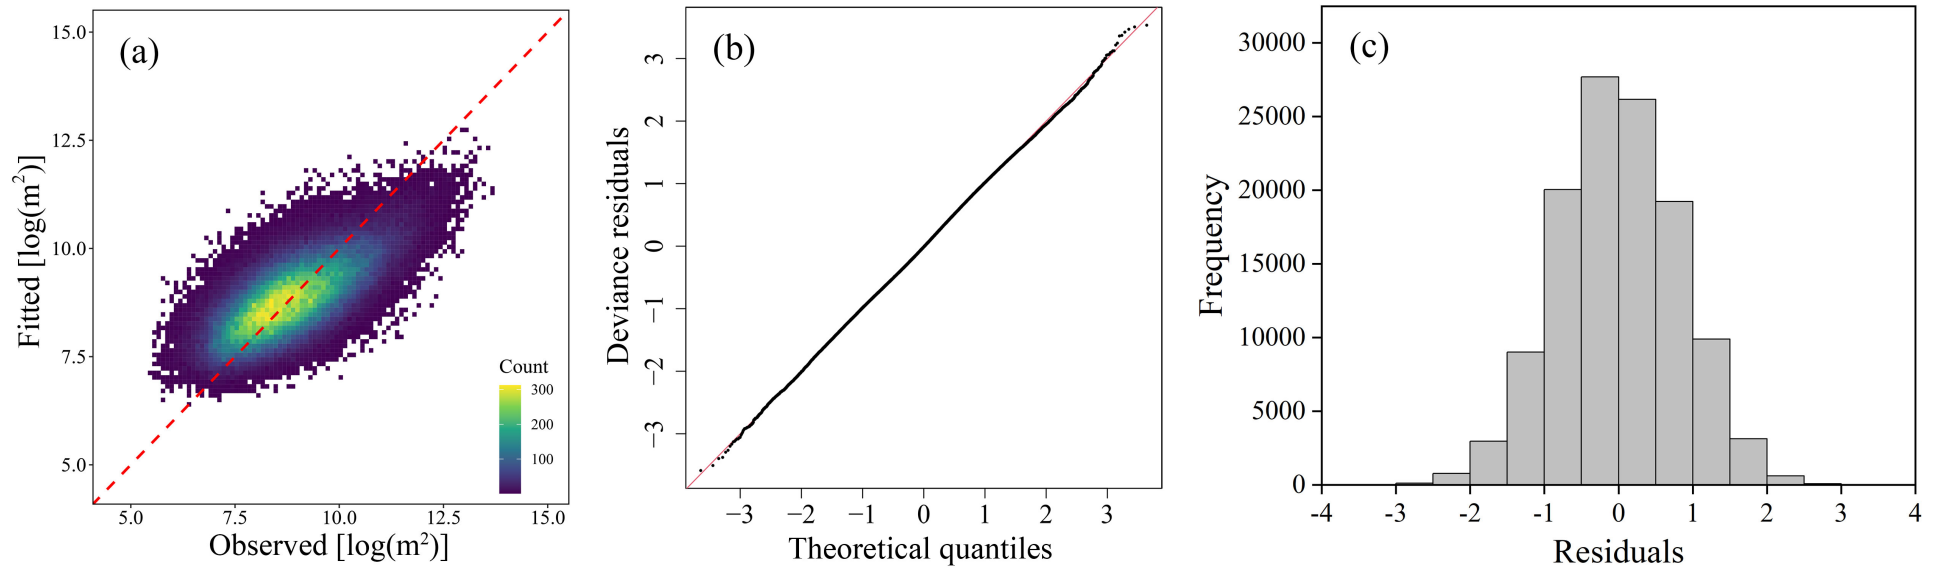 (a)
15.0
12.5
10.0
7.5
5.0
Fitted [log(m²)]
5.0 7.5 10.0 12.5 15.0
Observed [log(m²)]
Count
300
200
100
(b)
3
2
1
0
−1
−2
−3
Deviance residuals
−3 −2 −1 0 1 2 3
Theoretical quantiles
(c)
30000
25000
20000
15000
10000
5000
0
Frequency
-4 -3 -2 -1 0 1 2 3 4
Residuals